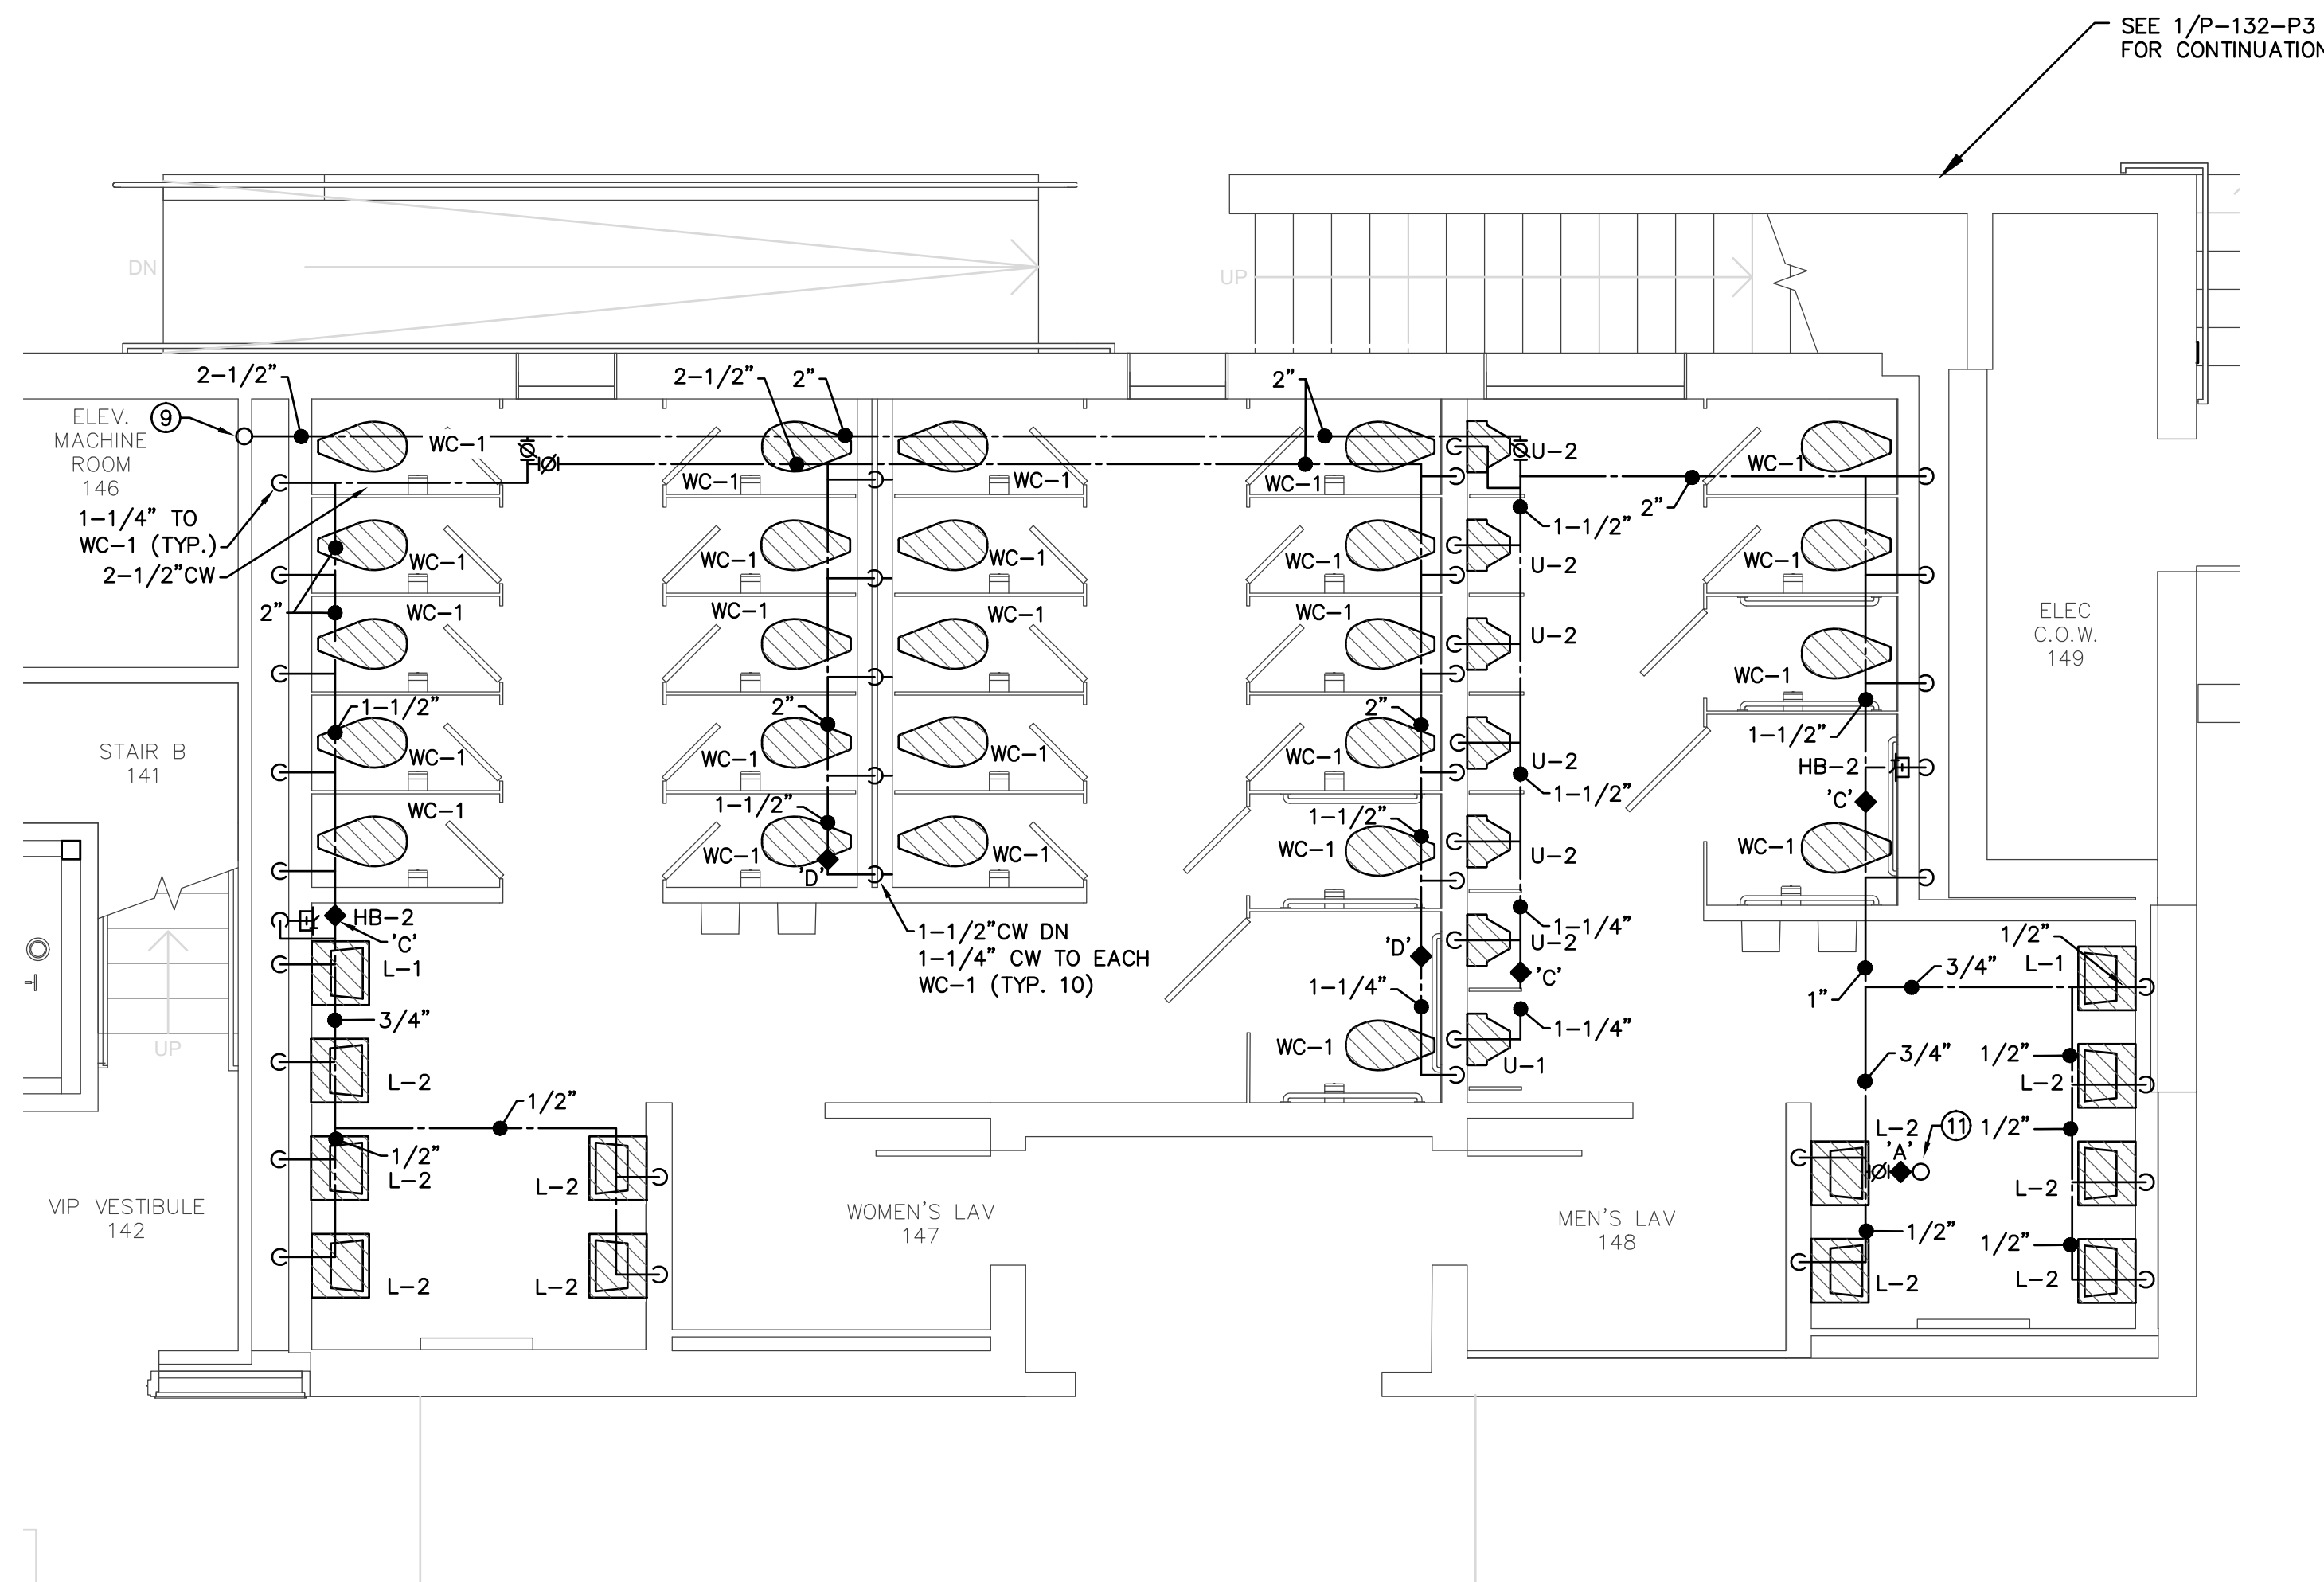 SEE 1/P-132-P3
FOR CONTINUATION
DN
UP
2-1/2"
2-1/2"
2"
2"
ELEV.
MACHINE
ROOM
146
9
WC-1
WC-1
WC-1
WC-1
U-2
WC-1
1-1/4" TO
WC-1 (TYP.)
2-1/2"CW
2"
1-1/2"
2"
WC-1
WC-1
WC-1
WC-1
U-2
WC-1
WC-1
WC-1
WC-1
WC-1
U-2
ELEC
C.O.W.
149
WC-1
1-1/2"
2"
2"
1-1/2"
STAIR B
141
WC-1
WC-1
WC-1
WC-1
U-2
HB-2
'C'
1-1/2"
1-1/2"
1-1/2"
WC-1
WC-1
'D'
WC-1
WC-1
U-2
WC-1
HB-2
'C'
1-1/2"CW DN
1-1/4" CW TO EACH
WC-1 (TYP. 10)
'D'
1-1/4"
U-2
'C'
1/2"
L-1
L-1
3/4"
1"
1-1/4"
1-1/4"
3/4"
UP
WC-1
U-1
3/4"
1/2"
L-2
L-2
1/2"
1/2"
L-2
L-2
L-2
'A'
11
1/2"
L-2
VIP VESTIBULE
142
WOMEN'S LAV
147
MEN'S LAV
148
1/2"
1/2"
L-2
L-2
L-2
L-2